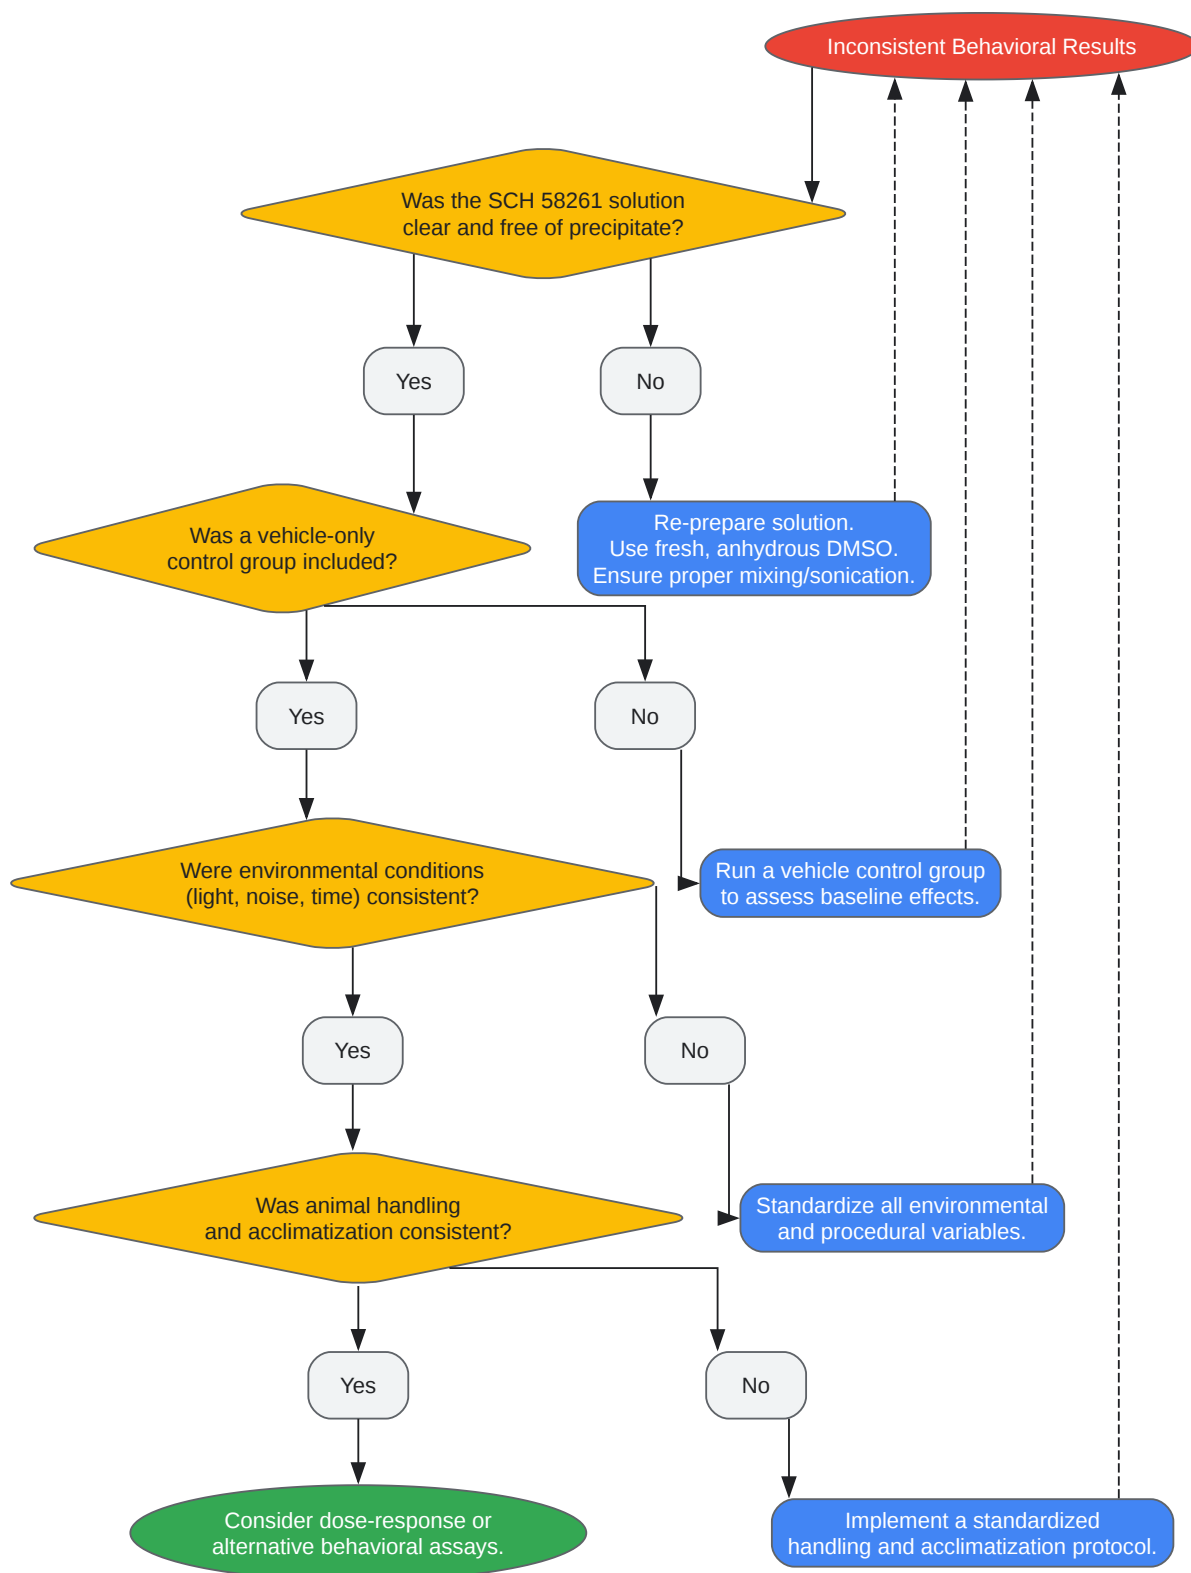 Inconsistent Behavioral Results
Was the SCH 58261 solution
clear and free of precipitate?
Yes
No
Was a vehicle-only
control group included?
Re-prepare solution.
Use fresh, anhydrous DMSO.
Ensure proper mixing/sonication.
Yes
No
Were environmental conditions
(light, noise, time) consistent?
Run a vehicle control group
to assess baseline effects.
Yes
No
Was animal handling
and acclimatization consistent?
Standardize all environmental
and procedural variables.
Yes
No
Consider dose-response or
alternative behavioral assays.
Implement a standardized
handling and acclimatization protocol.